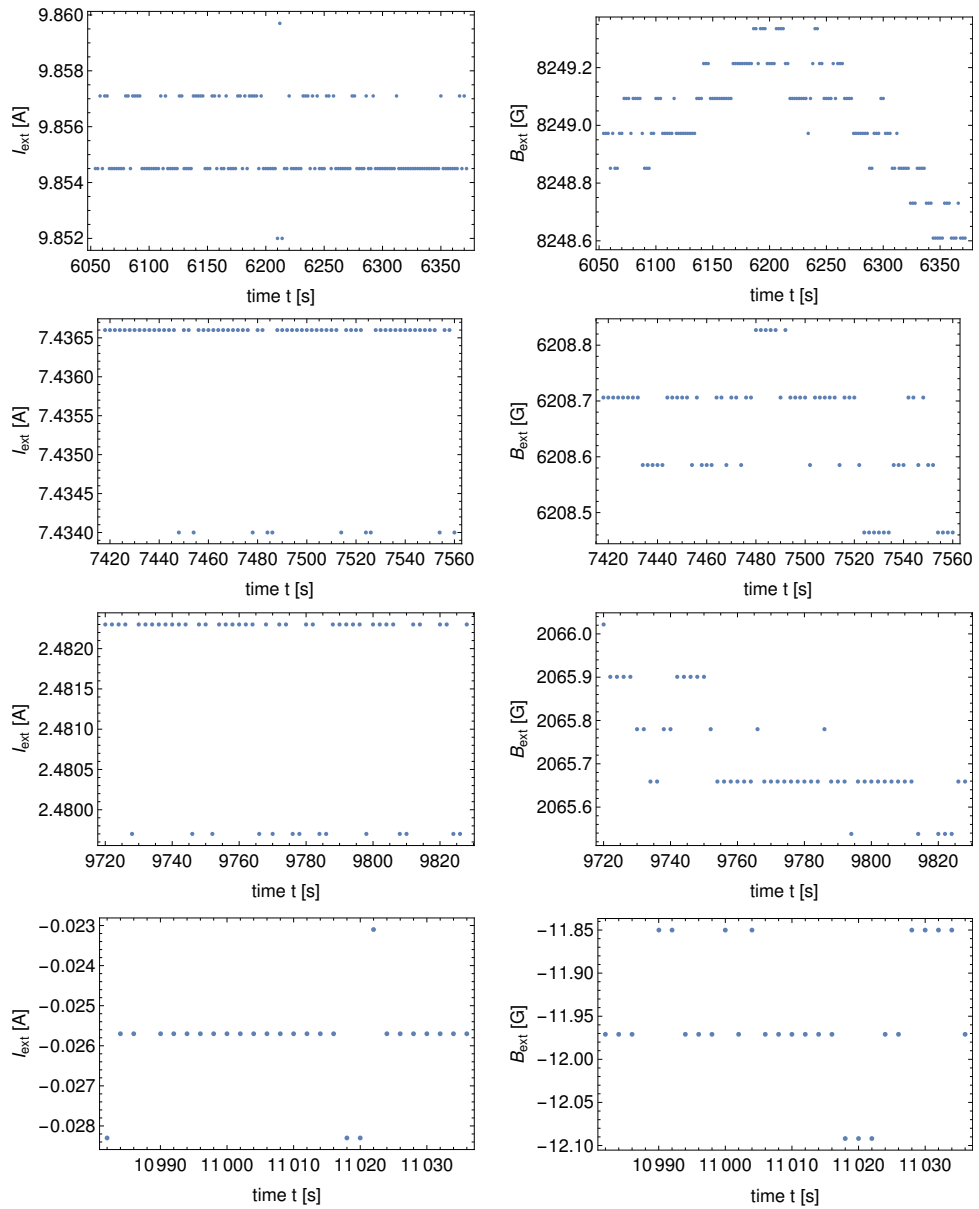 9.860
9.858
9.856
9.854
9.852
I_ext [A]
6050 6100 6150 6200 6250 6300 6350
time t [s]
8249.2
8249.0
8248.8
8248.6
B_ext [G]
6050 6100 6150 6200 6250 6300 6350
time t [s]
7.4365
7.4360
7.4355
7.4350
7.4345
7.4340
I_ext [A]
7420 7440 7460 7480 7500 7520 7540 7560
time t [s]
6208.8
6208.7
6208.6
6208.5
B_ext [G]
7420 7440 7460 7480 7500 7520 7540 7560
time t [s]
2.4820
2.4815
2.4810
2.4805
2.4800
I_ext [A]
9720 9740 9760 9780 9800 9820
time t [s]
2066.0
2065.9
2065.8
2065.7
2065.6
B_ext [G]
9720 9740 9760 9780 9800 9820
time t [s]
−0.023
−0.024
−0.025
−0.026
−0.027
−0.028
I_ext [A]
10 990 11 000 11 010 11 020 11 030
time t [s]
−11.85
−11.90
−11.95
−12.00
−12.05
−12.10
B_ext [G]
10 990 11 000 11 010 11 020 11 030
time t [s]